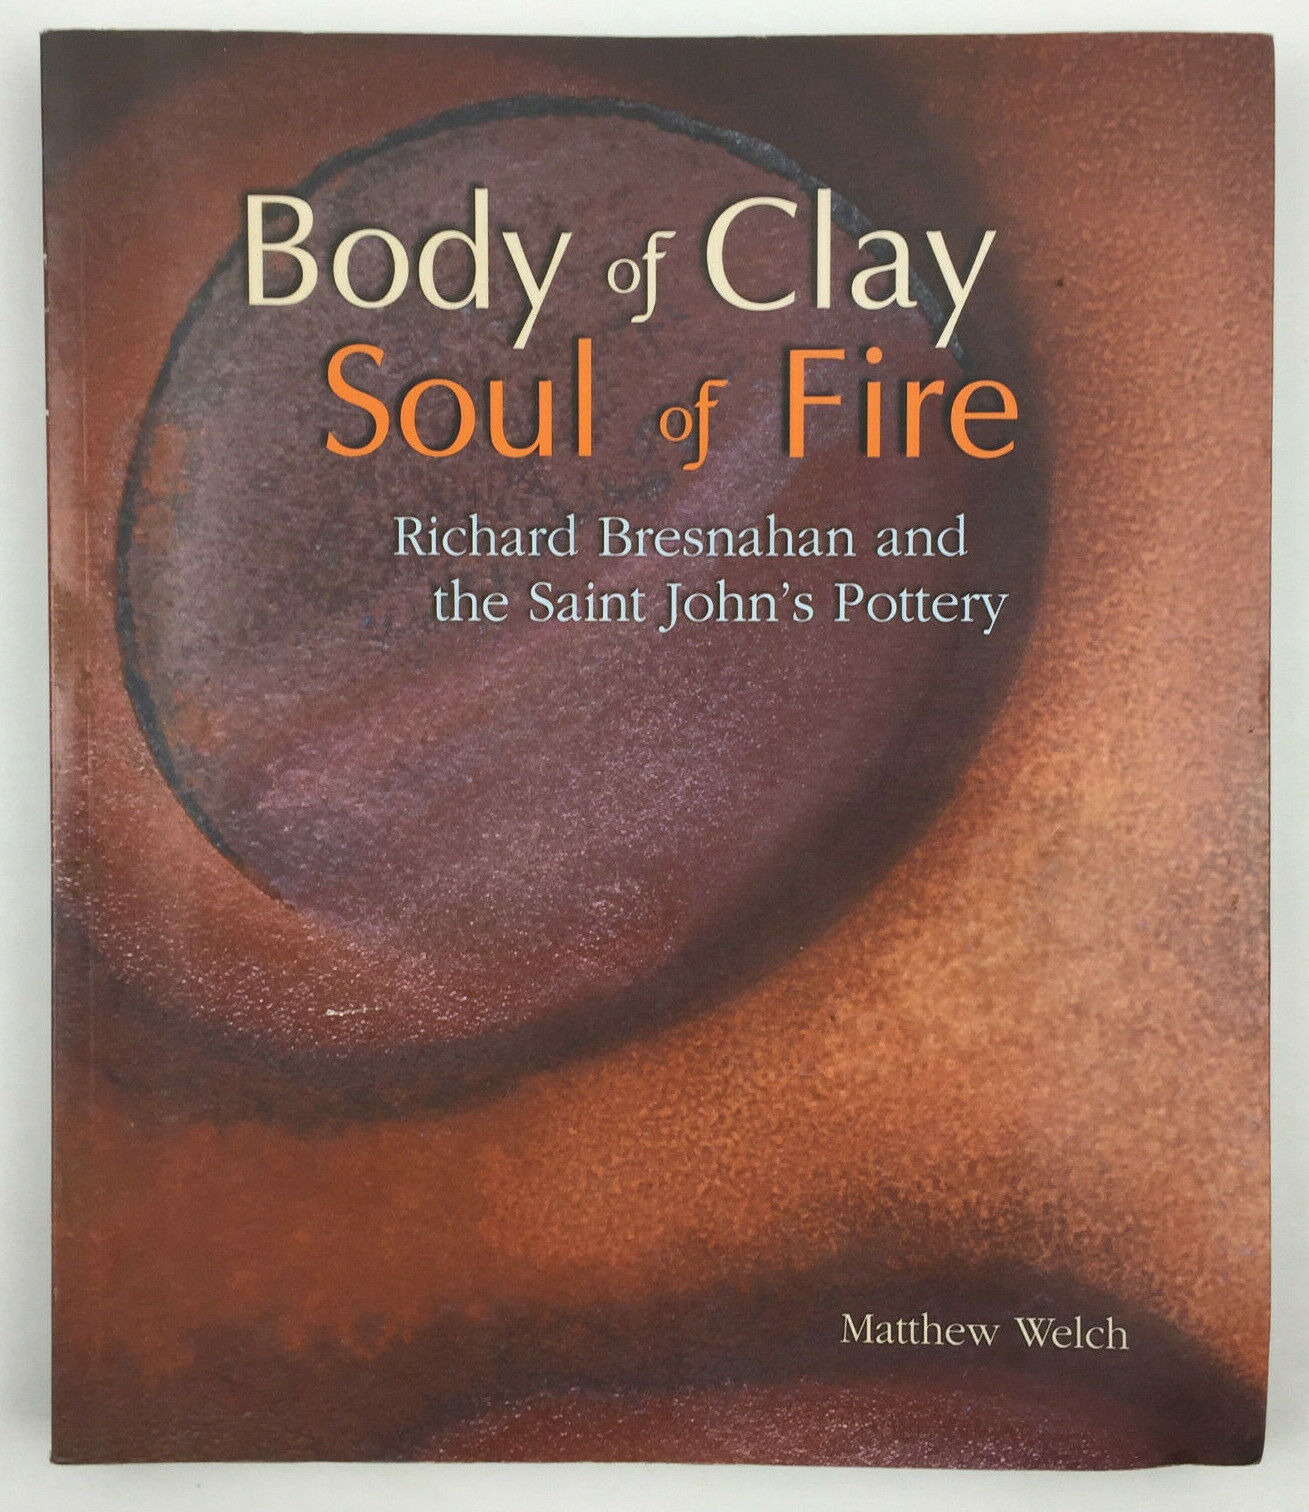 Body of Clay
Soul of Fire
Richard Bresnahan and
the Saint John's Pottery
Matthew Welch